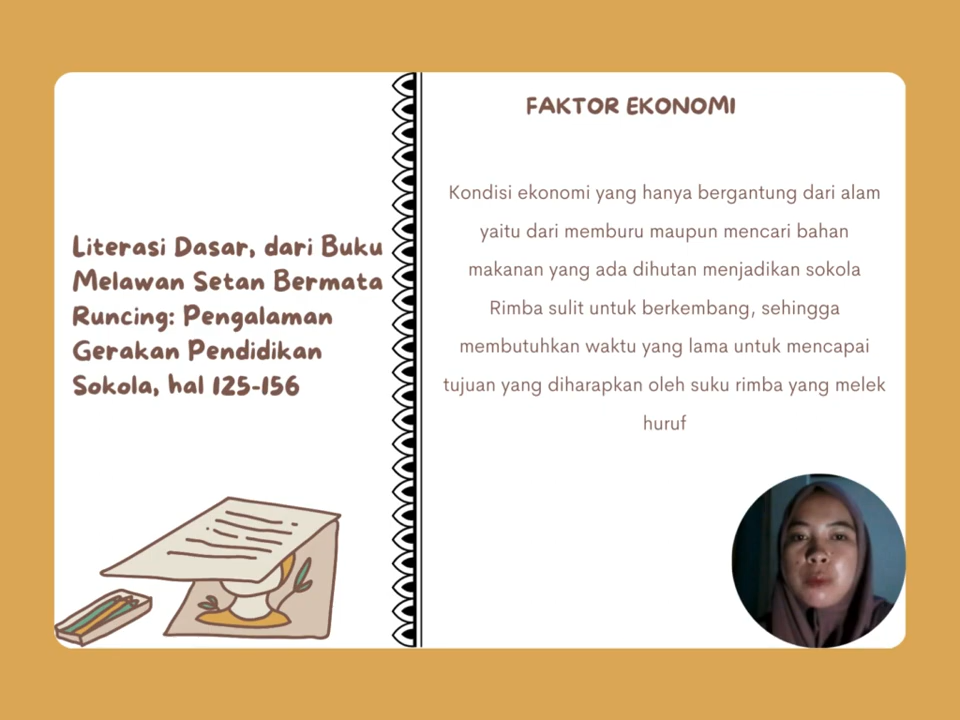 Literasi Dasar, dari Buku
Melawan Setan Bermata
Runcing: Pengalaman
Gerakan Pendidikan
Sokola, hal 125-156
FAKTOR EKONOMI
Kondisi ekonomi yang hanya bergantung dari alam
yaitu dari memburu maupun mencari bahan
makanan yang ada dihutan menjadikan sokola
Rimba sulit untuk berkembang, sehingga
membutuhkan waktu yang lama untuk mencapai
tujuan yang diharapkan oleh suku rimba yang melek
huruf